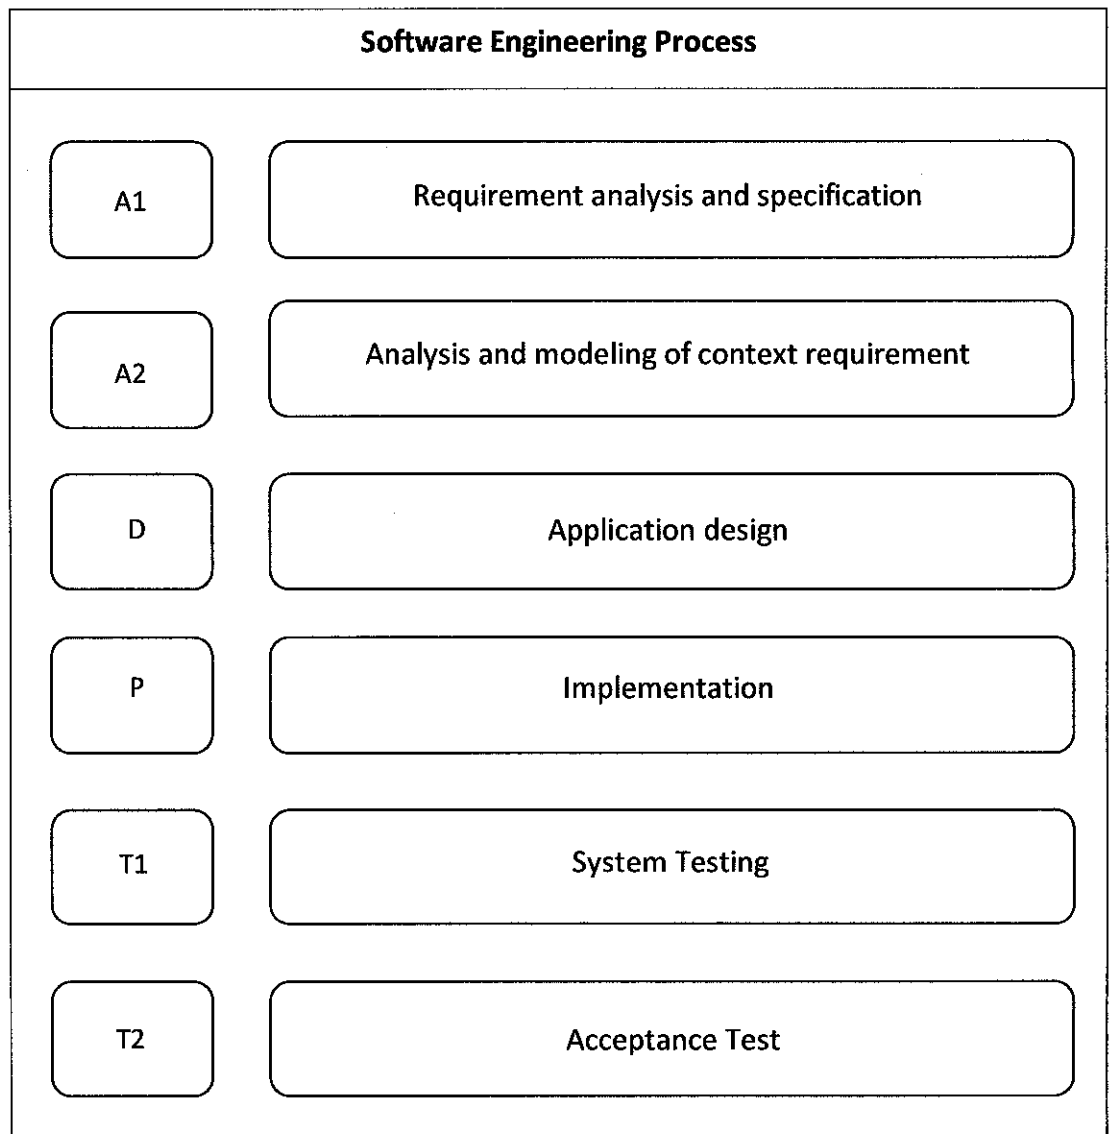 Software Engineering Process
A1
Requirement analysis and specification
A2
Analysis and modeling of context requirement
D
Application design
P
Implementation
T1
System Testing
T2
Acceptance Test